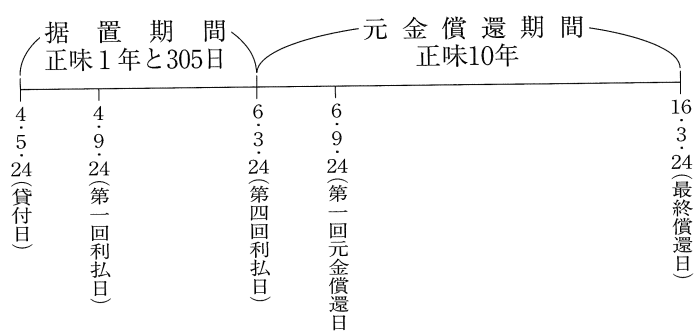 据置期間
正味1年と305日
元金償還期間
正味10年
4・5・24(貸付日)
4・9・24(第一回利払日)
6・3・24(第四回利払日)
6・9・24(第一回元金償還日
16・3・24(最終償還日)